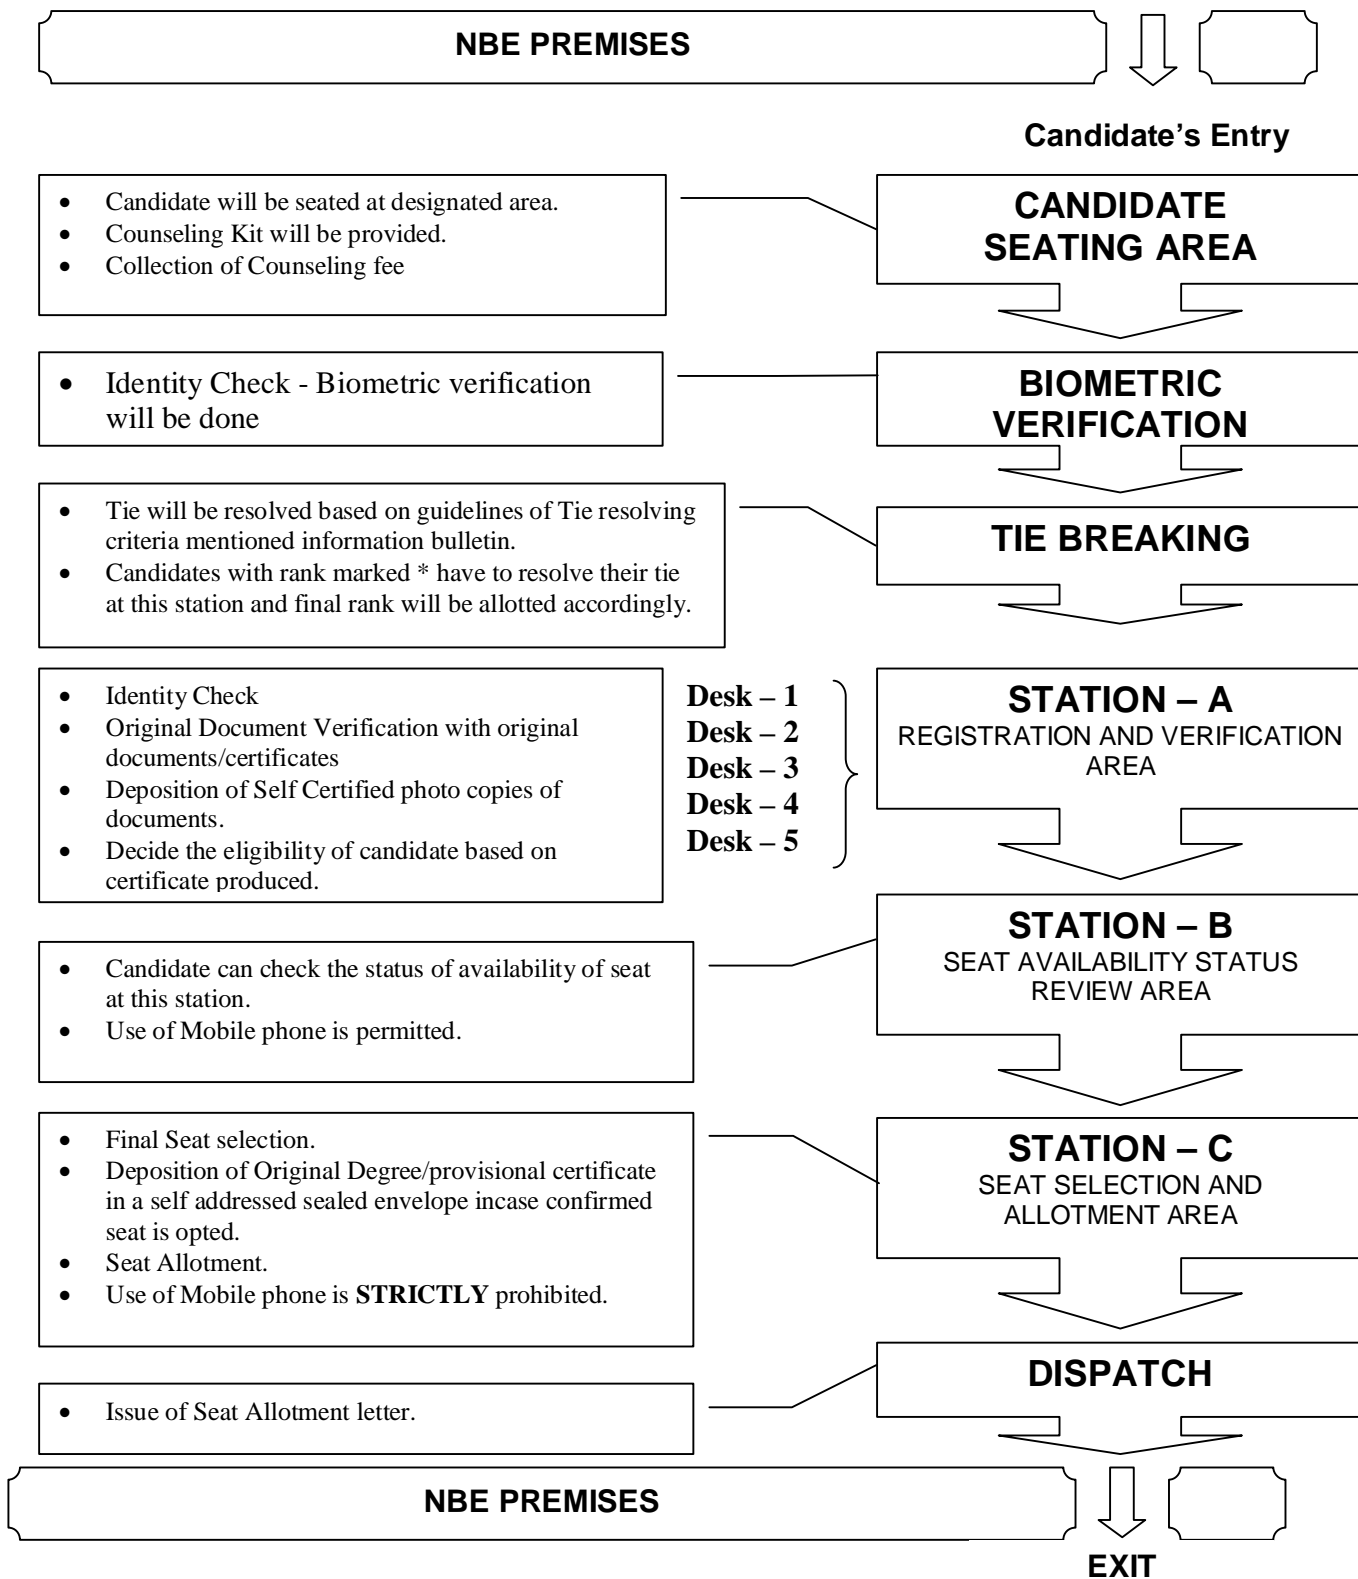 NBE PREMISES
Candidate’s Entry
• Candidate will be seated at designated area.
• Counseling Kit will be provided.
• Collection of Counseling fee
CANDIDATE
SEATING AREA
• Identity Check - Biometric verification
will be done
BIOMETRIC
VERIFICATION
• Tie will be resolved based on guidelines of Tie resolving
criteria mentioned information bulletin.
• Candidates with rank marked * have to resolve their tie
at this station and final rank will be allotted accordingly.
TIE BREAKING
• Identity Check
• Original Document Verification with original
documents/certificates
• Deposition of Self Certified photo copies of
documents.
• Decide the eligibility of candidate based on
certificate produced.
Desk – 1
Desk – 2
Desk – 3
Desk – 4
Desk – 5
STATION – A
REGISTRATION AND VERIFICATION
AREA
• Candidate can check the status of availability of seat
at this station.
• Use of Mobile phone is permitted.
STATION – B
SEAT AVAILABILITY STATUS
REVIEW AREA
• Final Seat selection.
• Deposition of Original Degree/provisional certificate
in a self addressed sealed envelope incase confirmed
seat is opted.
• Seat Allotment.
• Use of Mobile phone is STRICTLY prohibited.
STATION – C
SEAT SELECTION AND
ALLOTMENT AREA
• Issue of Seat Allotment letter.
DISPATCH
NBE PREMISES
EXIT